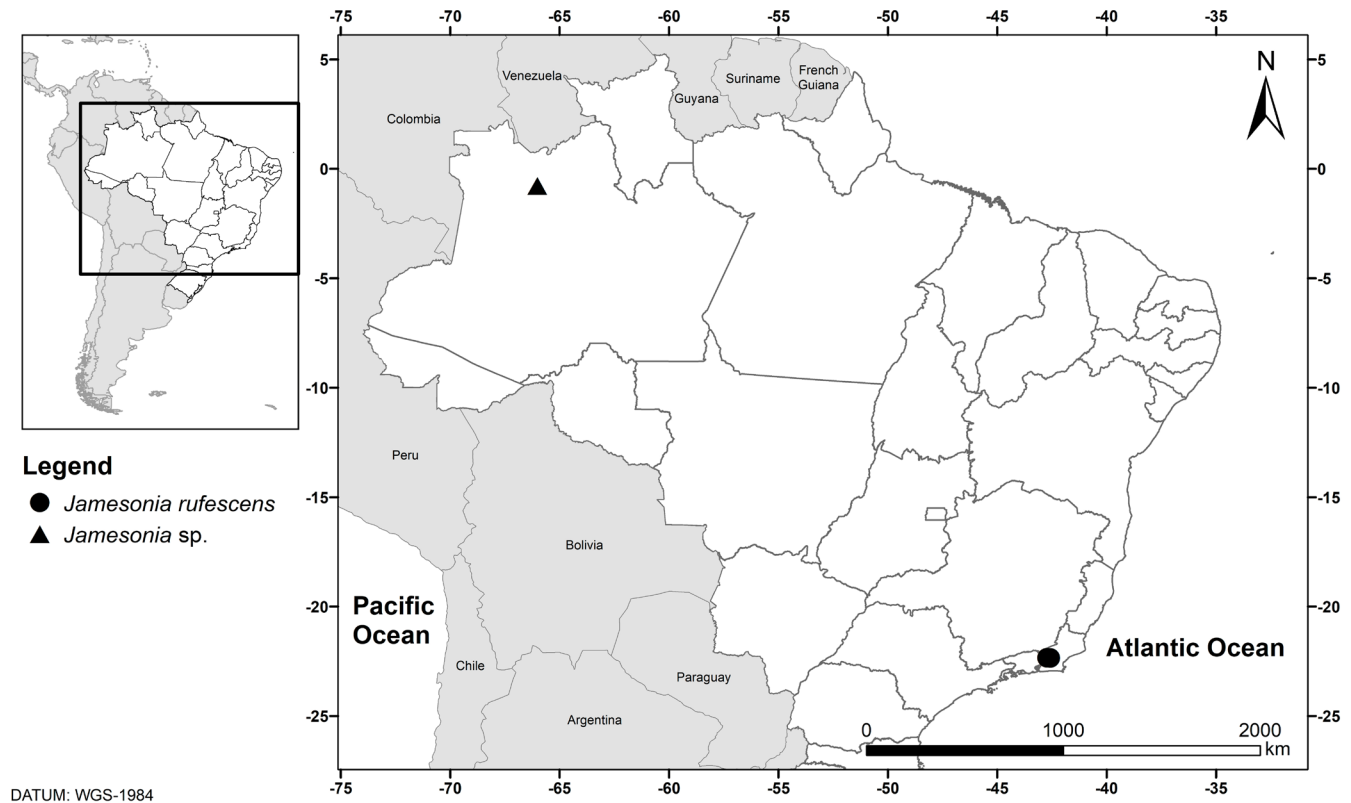 -75 -70 -65 -60 -55 -50 -45 -40 -35
N
5 5
Venezuela
Suriname
French
Guiana
Guyana
Colombia
0 0
-5 -5
-10 -10
Peru
Legend
Jamesonia rufescens
Jamesonia sp.
-15 -15
Bolivia
Pacific
Ocean
-20 -20
Atlantic Ocean
Chile
Paraguay
Argentina
-25 -25
0 1000 2000
km
-75 -70 -65 -60 -55 -50 -45 -40 -35
DATUM: WGS-1984